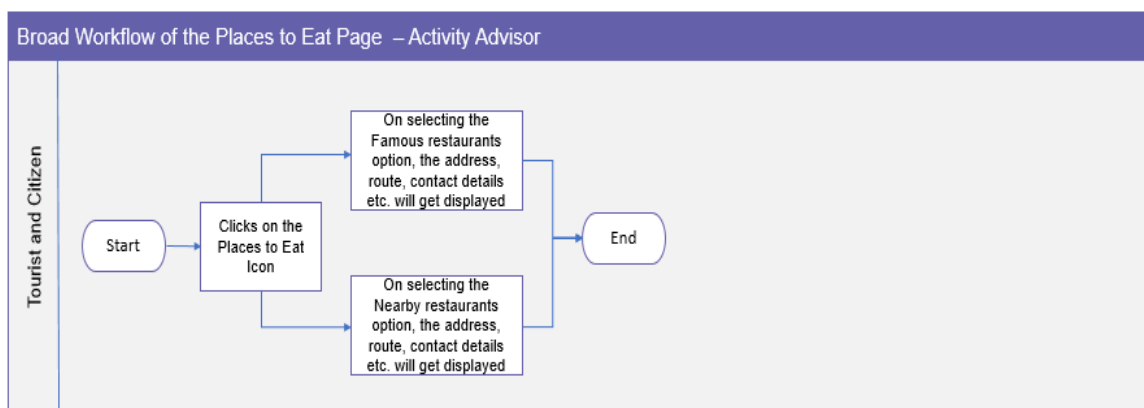 Broad Workflow of the Places to Eat Page – Activity Advisor
Tourist and Citizen
Start
Clicks on the
Places to Eat
Icon
On selecting the
Famous restaurants
option, the address,
route, contact details
etc. will get displayed
On selecting the
Nearby restaurants
option, the address,
route, contact details
etc. will get displayed
End